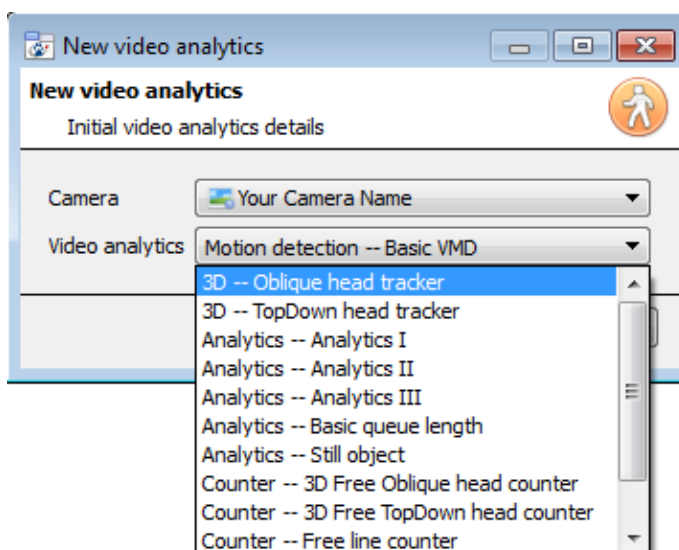 New video analytics
New video analytics
Initial video analytics details
Camera Your Camera Name
Video analytics Motion detection -- Basic VMD
3D -- Oblique head tracker
3D -- TopDown head tracker
Analytics -- Analytics I
Analytics -- Analytics II
Analytics -- Analytics III
Analytics -- Basic queue length
Analytics -- Still object
Counter -- 3D Free Oblique head counter
Counter -- 3D Free TopDown head counter
Counter -- Free line counter